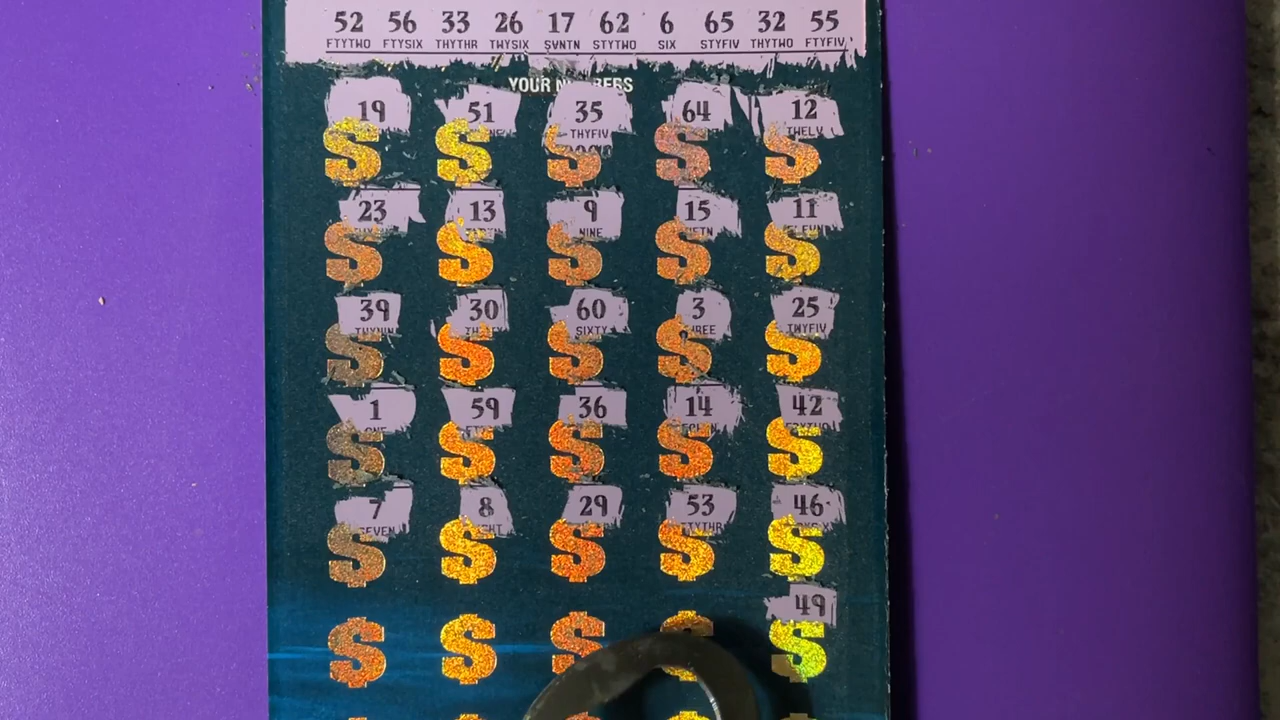 52 56 33 26 17 62 6 65 32 55
FTYTWO FTYSIX THYTHR TWYSIX SVNTN STYTWO SIX STYFIV THYTWO FTYFIV
YOUR NUMBERS
19 51 35 64 12
THYFIV TWELV
23 13 9 15 11
NINE
39 30 60 3 25
SIXTY TWYFIV
1 59 36 14 42
7 8 29 53 46
49